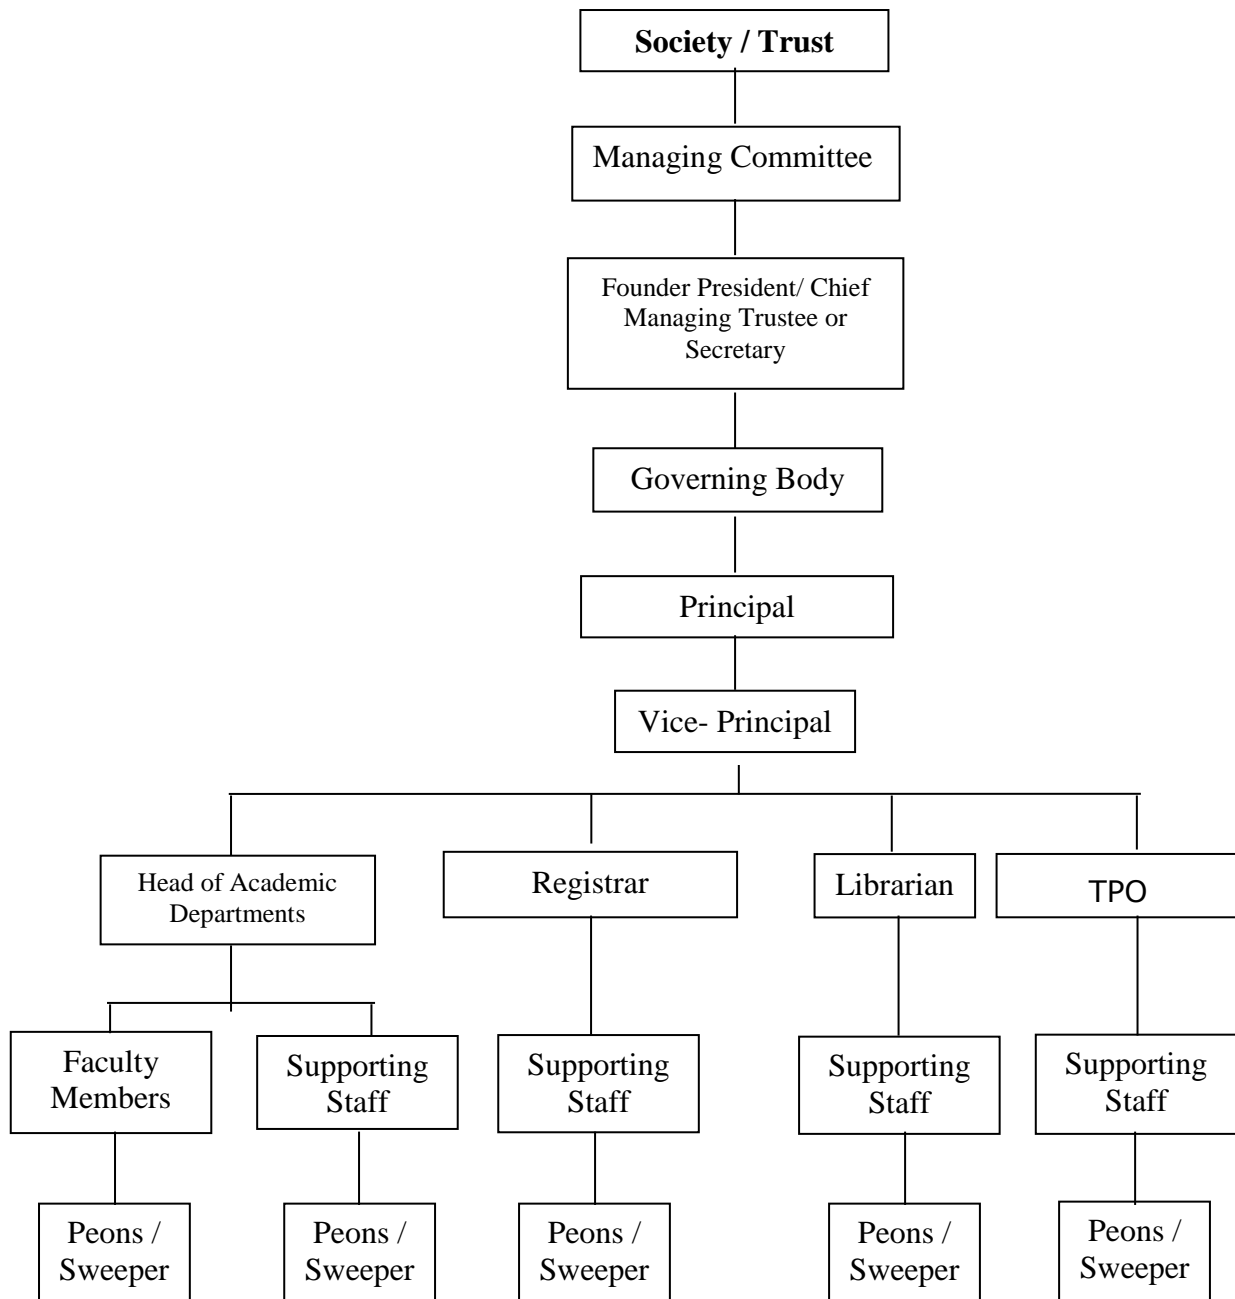 Society / Trust
Managing Committee
Founder President/ Chief
Managing Trustee or
Secretary
Governing Body
Principal
Vice- Principal
Head of Academic
Departments
Registrar
Librarian
TPO
Faculty
Members
Supporting
Staff
Supporting
Staff
Supporting
Staff
Supporting
Staff
Peons /
Sweeper
Peons /
Sweeper
Peons /
Sweeper
Peons /
Sweeper
Peons /
Sweeper